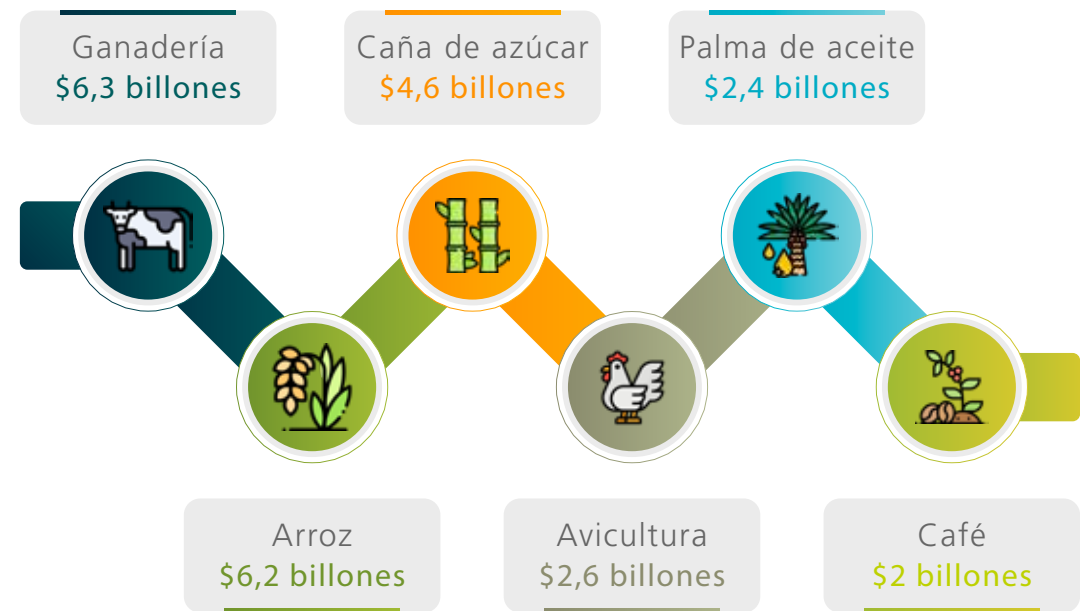 Ganadería
$6,3 billones
Caña de azúcar
$4,6 billones
Palma de aceite
$2,4 billones
Arroz
$6,2 billones
Avicultura
$2,6 billones
Café
$2 billones